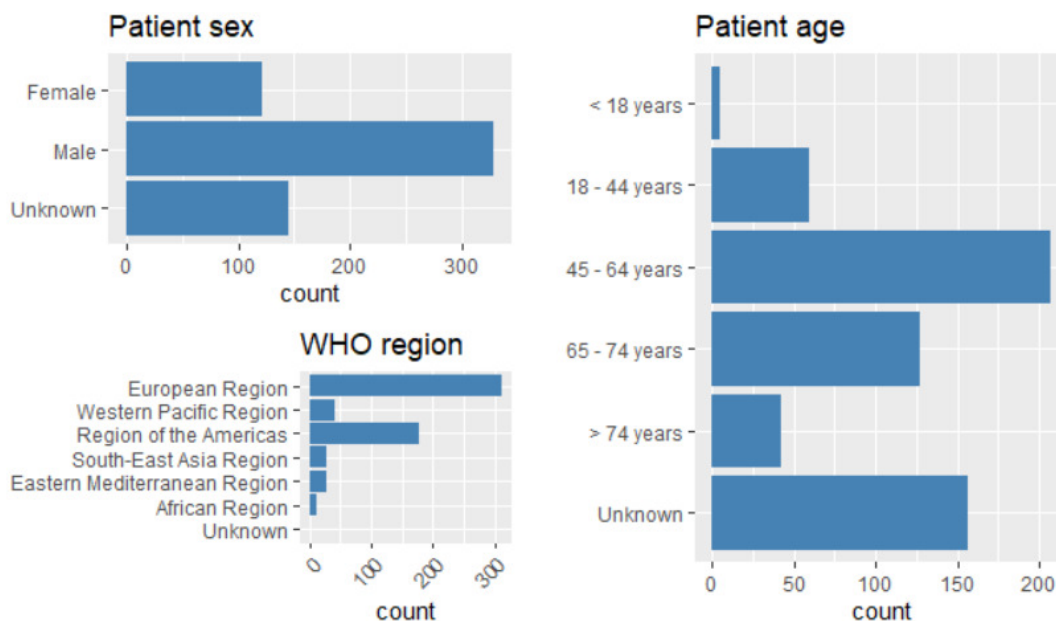 Patient sex
Female
Male
Unknown
0 100 200 300
count
WHO region
European Region
Western Pacific Region
Region of the Americas
South-East Asia Region
Eastern Mediterranean Region
African Region
Unknown
0 100 200 300
count
Patient age
< 18 years
18 - 44 years
45 - 64 years
65 - 74 years
> 74 years
Unknown
0 50 100 150 200
count